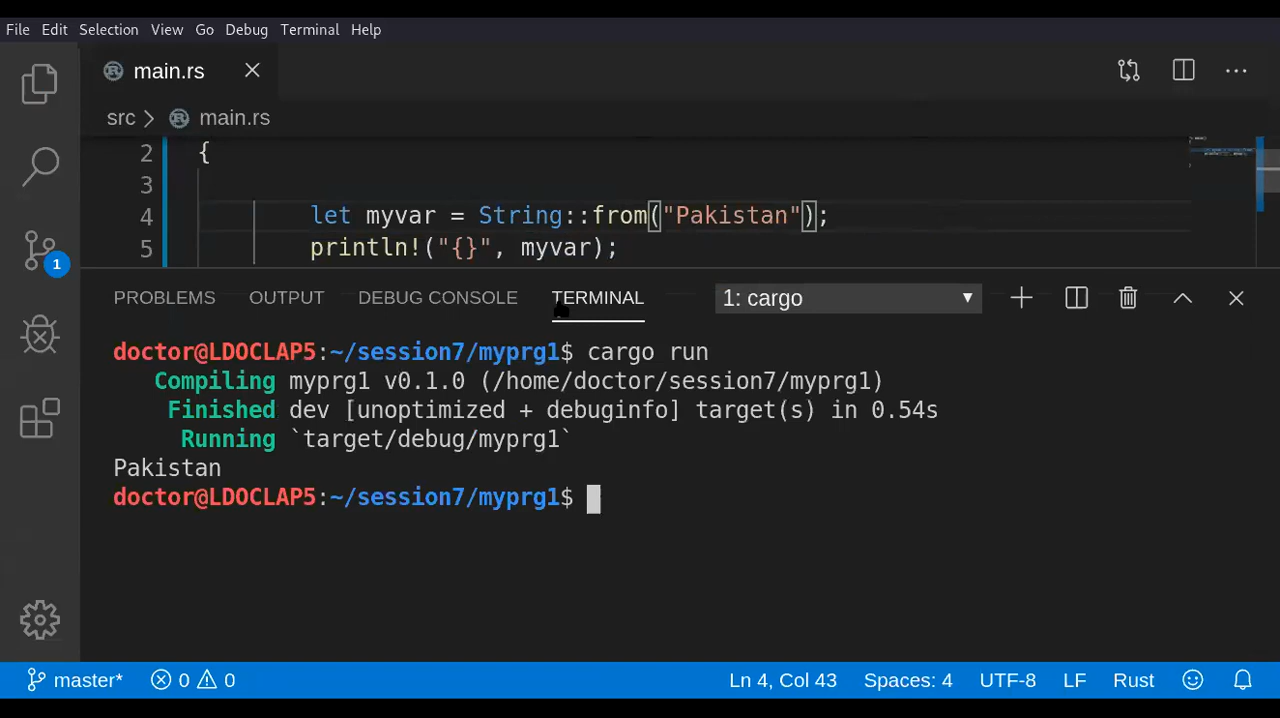 File Edit Selection View Go Debug Terminal Help
main.rs
src > main.rs
2 {
3
4 let myvar = String::from("Pakistan");
5 println!("{}", myvar);
PROBLEMS OUTPUT DEBUG CONSOLE TERMINAL 1: cargo
doctor@LDOCLAP5:~/session7/myprg1$ cargo run
Compiling myprg1 v0.1.0 (/home/doctor/session7/myprg1)
Finished dev [unoptimized + debuginfo] target(s) in 0.54s
Running `target/debug/myprg1`
Pakistan
doctor@LDOCLAP5:~/session7/myprg1$
1
master* 0 0 Ln 4, Col 43 Spaces: 4 UTF-8 LF Rust